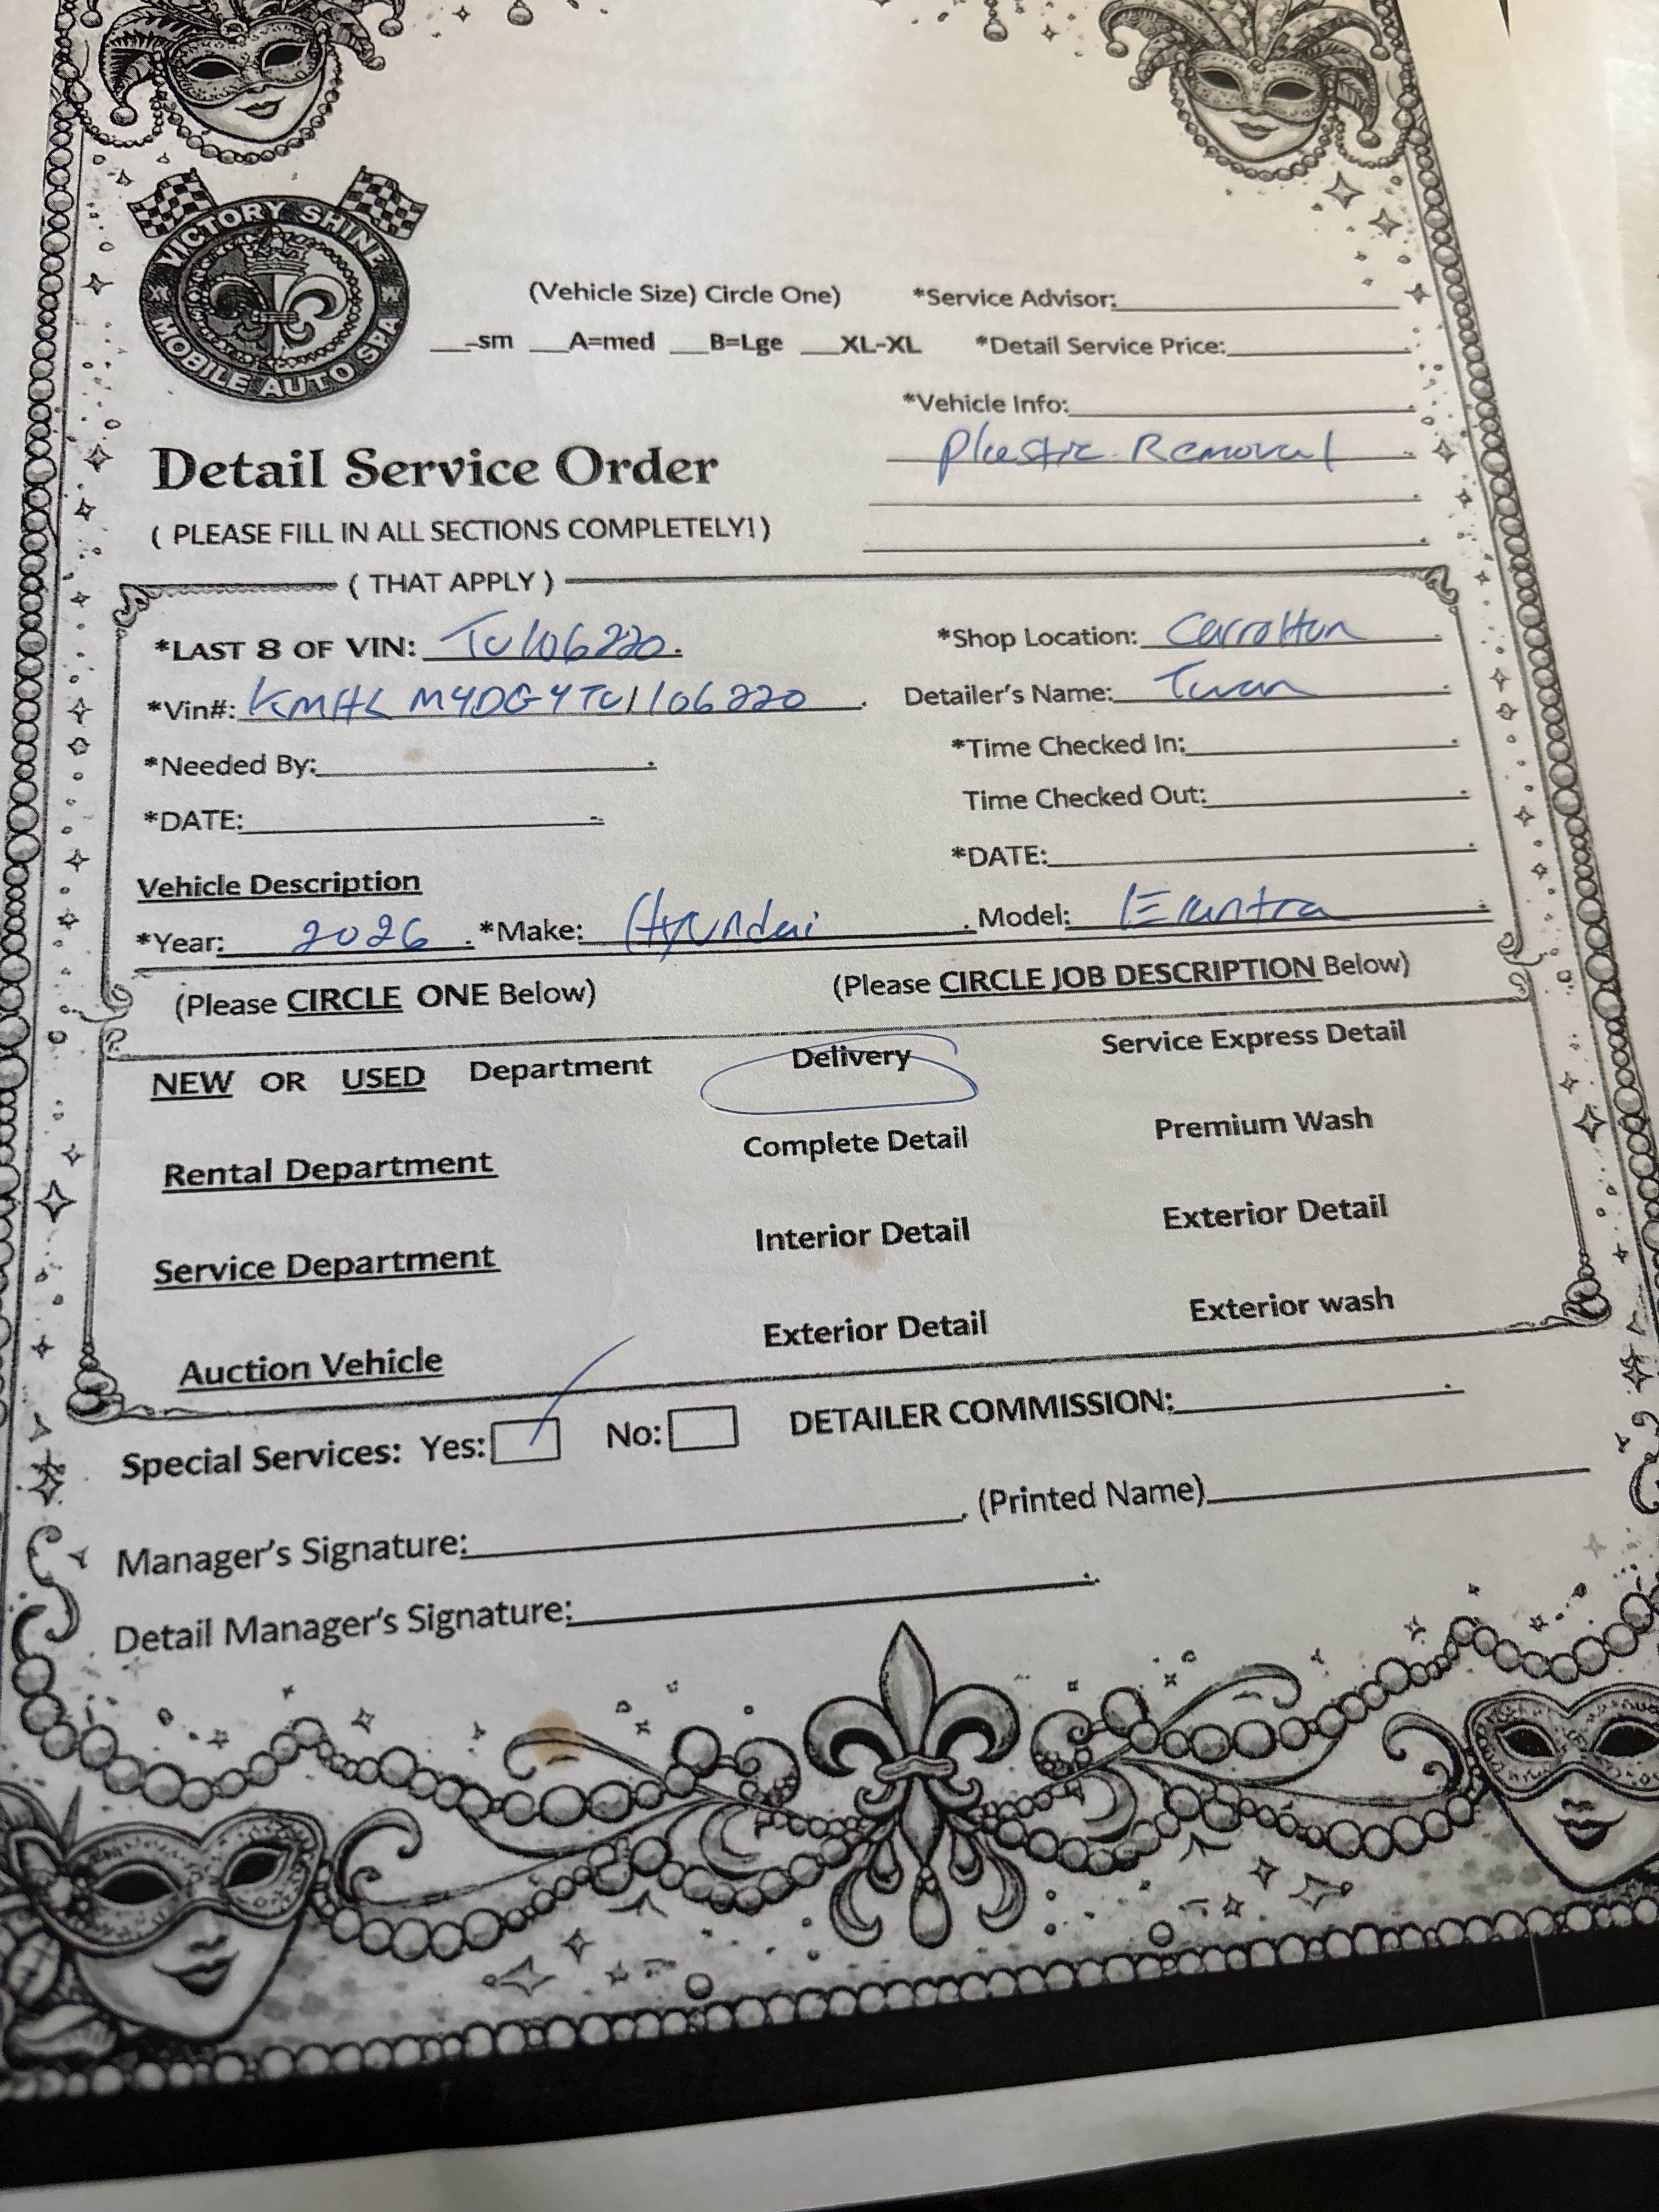 VICTORY SHINE
MOBILE AUTO SPA
(Vehicle Size) Circle One) *Service Advisor:
-sm A=med B=Lge XL-XL *Detail Service Price:
*Vehicle Info:
Plastic Removal
Detail Service Order
( PLEASE FILL IN ALL SECTIONS COMPLETELY!)
( THAT APPLY )
*LAST 8 OF VIN: TU106220. *Shop Location: Carrollton
*Vin#: KMHL M4DG4TU106220. Detailer's Name:
*Needed By: *Time Checked In:
Time Checked Out:
*DATE:
*DATE:
Vehicle Description
*Year: 2026. *Make: Hyundai. Model: Elantra
(Please CIRCLE ONE Below) (Please CIRCLE JOB DESCRIPTION Below)
NEW OR USED Department Delivery Service Express Detail
Rental Department Complete Detail Premium Wash
Service Department Interior Detail Exterior Detail
Auction Vehicle Exterior Detail Exterior wash
Special Services: Yes: No: DETAILER COMMISSION:
Manager's Signature: (Printed Name)
Detail Manager's Signature: